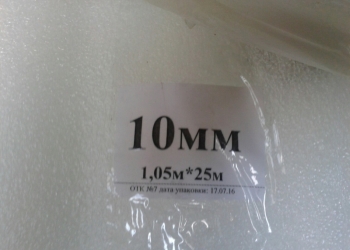 10мм
1,05м*25м
ОТК №7 дата упаковки: 17.07.16